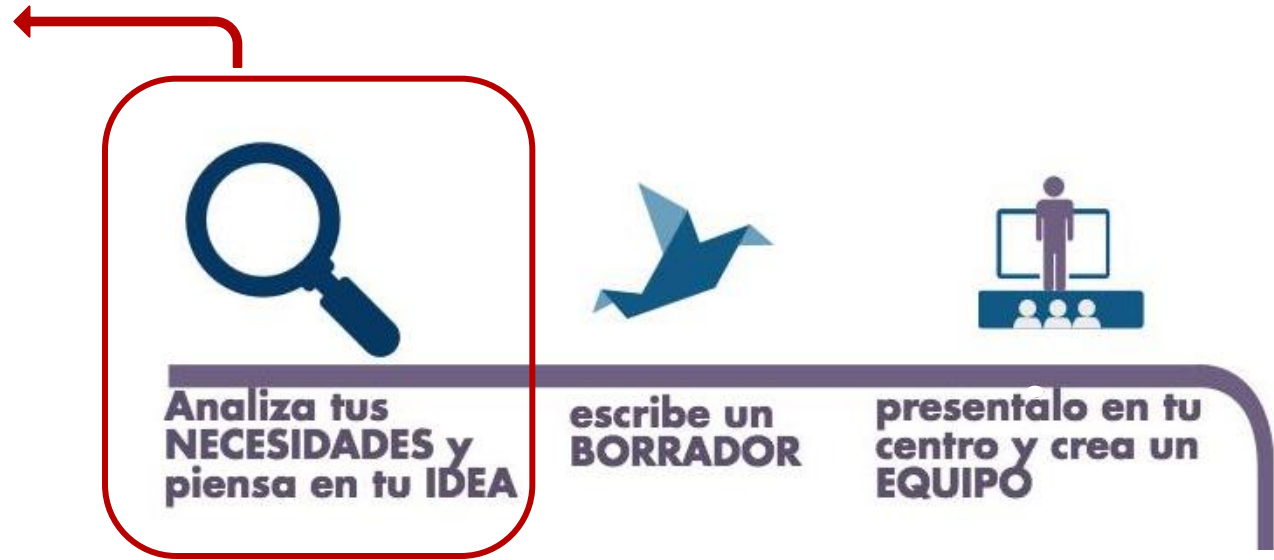 Analiza tus
NECESIDADES y
piensa en tu IDEA
escribe un
BORRADOR
presentalo en tu
centro y crea un
EQUIPO